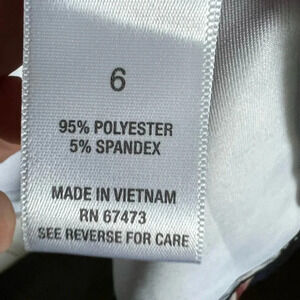 6
95% POLYESTER
5% SPANDEX
MADE IN VIETNAM
RN 67473
SEE REVERSE FOR CARE